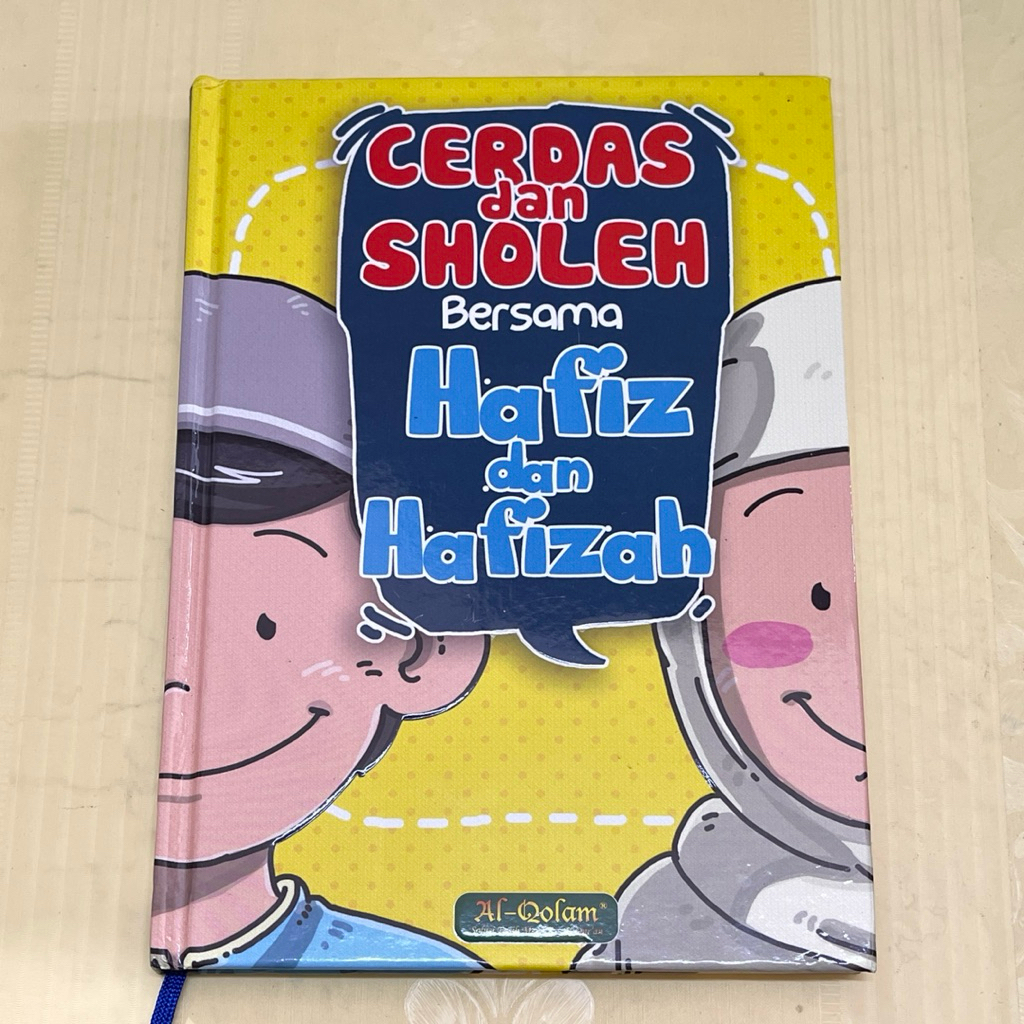 CERDAS
dan
SHOLEH
Bersama
Hafiz
dan
Hafizah
Al-Qolam®